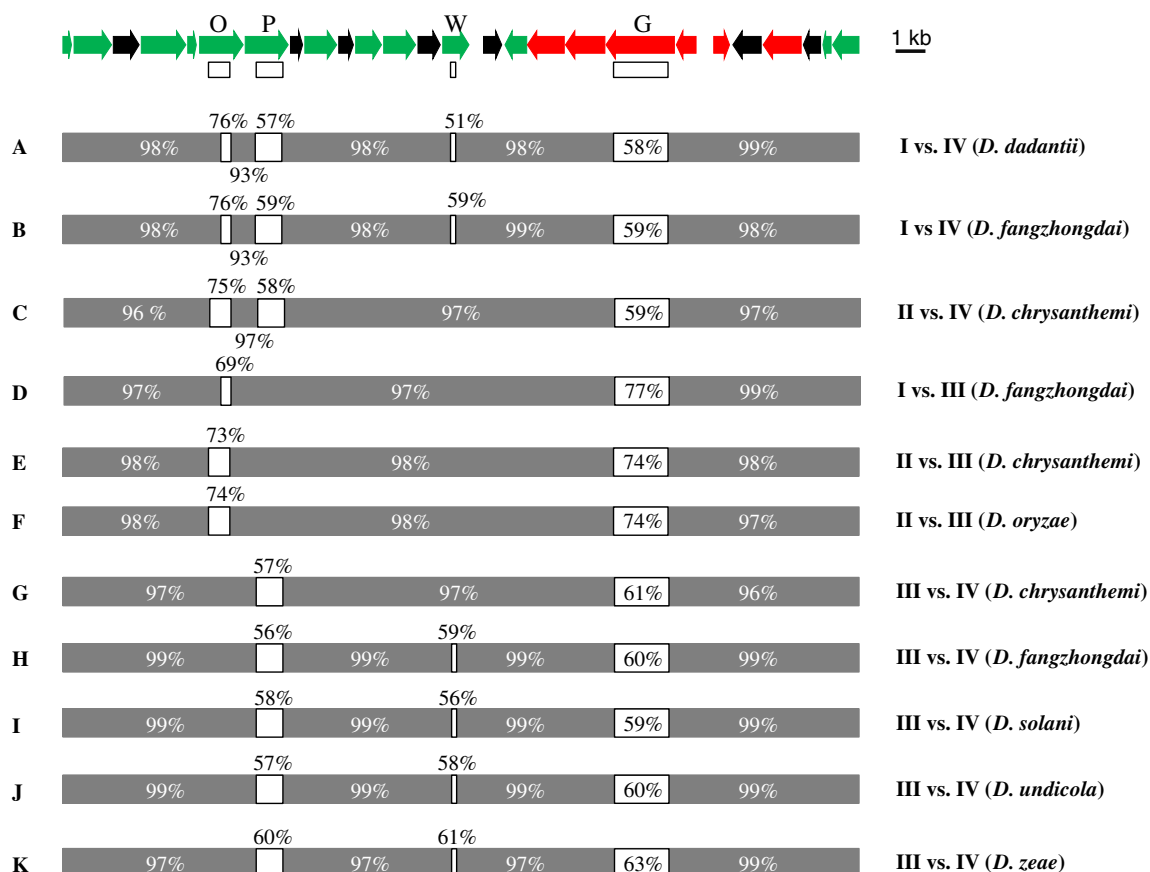 O P W G
1 kb
76% 57% 51%
A 98% 98% 98% 58% 99% I vs. IV (D. dadantii)
93%
76% 59% 59%
B 98% 98% 99% 59% 98% I vs IV (D. fangzhongdai)
93%
75% 58%
C 96 % 97% 59% 97% II vs. IV (D. chrysanthemi)
97%
69%
D 97% 97% 77% 99% I vs. III (D. fangzhongdai)
73%
E 98% 98% 74% 98% II vs. III (D. chrysanthemi)
74%
F 98% 98% 74% 97% II vs. III (D. oryzae)
57%
G 97% 97% 61% 96% III vs. IV (D. chrysanthemi)
56% 59%
H 99% 99% 99% 60% 99% III vs. IV (D. fangzhongdai)
58% 56%
I 99% 99% 99% 59% 99% III vs. IV (D. solani)
57% 58%
J 99% 99% 99% 60% 99% III vs. IV (D. undicola)
60% 61%
K 97% 97% 97% 63% 99% III vs. IV (D. zeae)